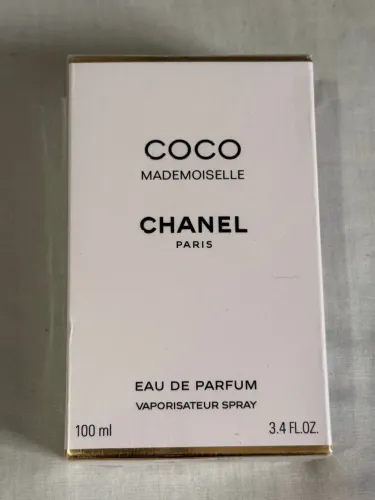 COCO
MADEMOISELLE
CHANEL
PARIS
EAU DE PARFUM
VAPORISATEUR SPRAY
100 ml 3.4 FL.OZ.